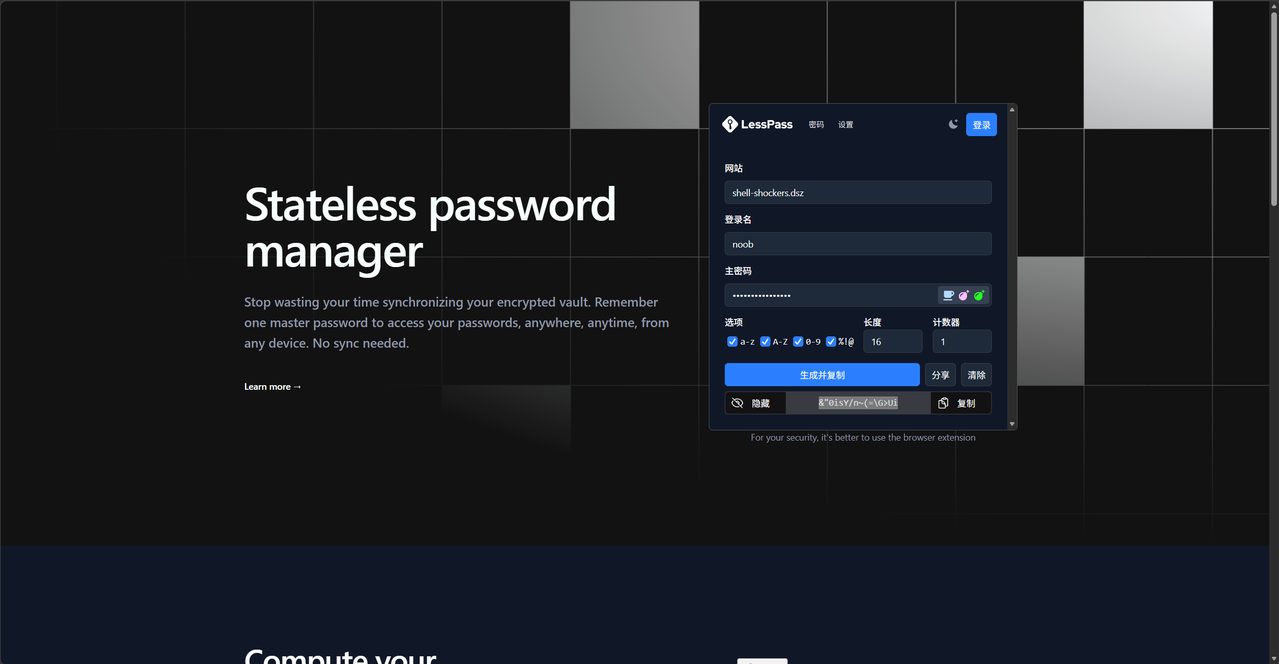 Stateless password
manager
Stop wasting your time synchronizing your encrypted vault. Remember
one master password to access your passwords, anywhere, anytime, from
any device. No sync needed.
Learn more →
LessPass 密码 设置 登录
网站
shell-shockers.dsz
登录名
noob
主密码
••••••••••••••••
选项 长度 计数器
a-z A-Z 0-9 %!@ 16 1
生成并复制 分享 清除
隐藏 &"0isY/n~(=\G>Ui 复制
For your security, it's better to use the browser extension
Compute your